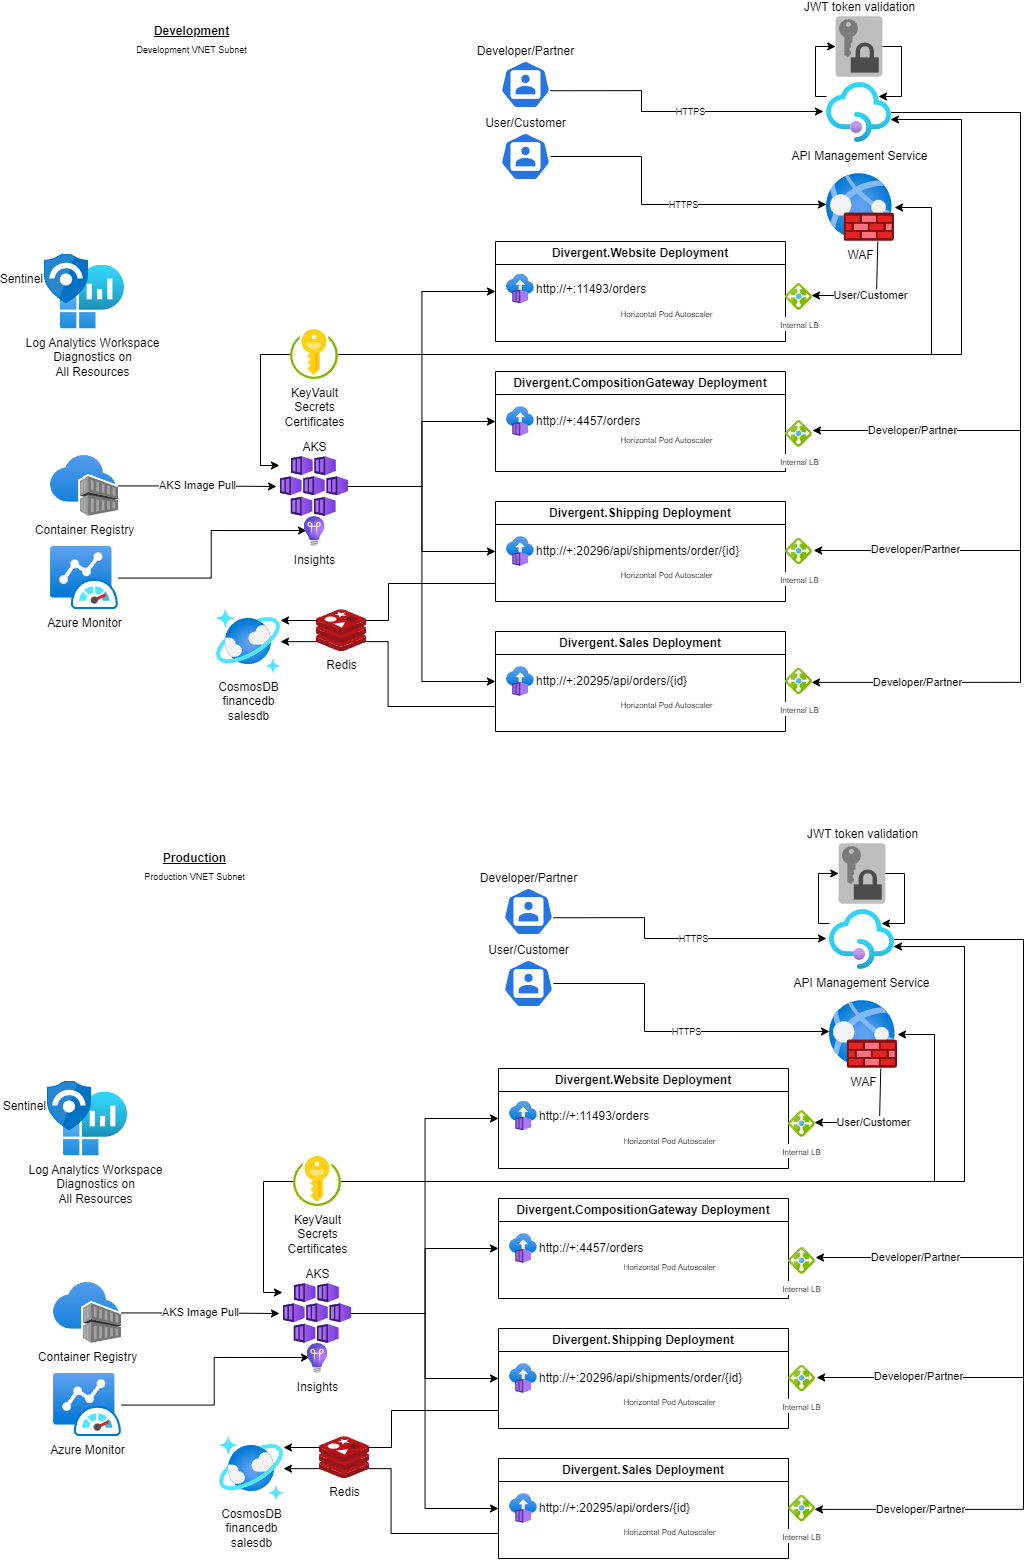 JWT token validation
Development
Development VNET Subnet
Developer/Partner
HTTPS
User/Customer
API Management Service
HTTPS
WAF
Divergent.Website Deployment
http://+:11493/orders
Horizontal Pod Autoscaler
User/Customer
Internal LB
Sentinel
Log Analytics Workspace
Diagnostics on
All Resources
KeyVault
Secrets
Certificates
Divergent.CompositionGateway Deployment
http://+:4457/orders
Horizontal Pod Autoscaler
Developer/Partner
Internal LB
AKS
AKS Image Pull
Container Registry
Insights
Azure Monitor
Divergent.Shipping Deployment
http://+:20296/api/shipments/order/{id}
Horizontal Pod Autoscaler
Developer/Partner
Internal LB
Redis
CosmosDB
financedb
salesdb
Divergent.Sales Deployment
http://+:20295/api/orders/{id}
Horizontal Pod Autoscaler
Developer/Partner
Internal LB
JWT token validation
Production
Production VNET Subnet
Developer/Partner
HTTPS
User/Customer
API Management Service
HTTPS
WAF
Divergent.Website Deployment
http://+:11493/orders
Horizontal Pod Autoscaler
User/Customer
Internal LB
Sentinel
Log Analytics Workspace
Diagnostics on
All Resources
KeyVault
Secrets
Certificates
Divergent.CompositionGateway Deployment
http://+:4457/orders
Horizontal Pod Autoscaler
Developer/Partner
Internal LB
AKS
AKS Image Pull
Container Registry
Insights
Azure Monitor
Divergent.Shipping Deployment
http://+:20296/api/shipments/order/{id}
Horizontal Pod Autoscaler
Developer/Partner
Internal LB
Redis
CosmosDB
financedb
salesdb
Divergent.Sales Deployment
http://+:20295/api/orders/{id}
Horizontal Pod Autoscaler
Developer/Partner
Internal LB